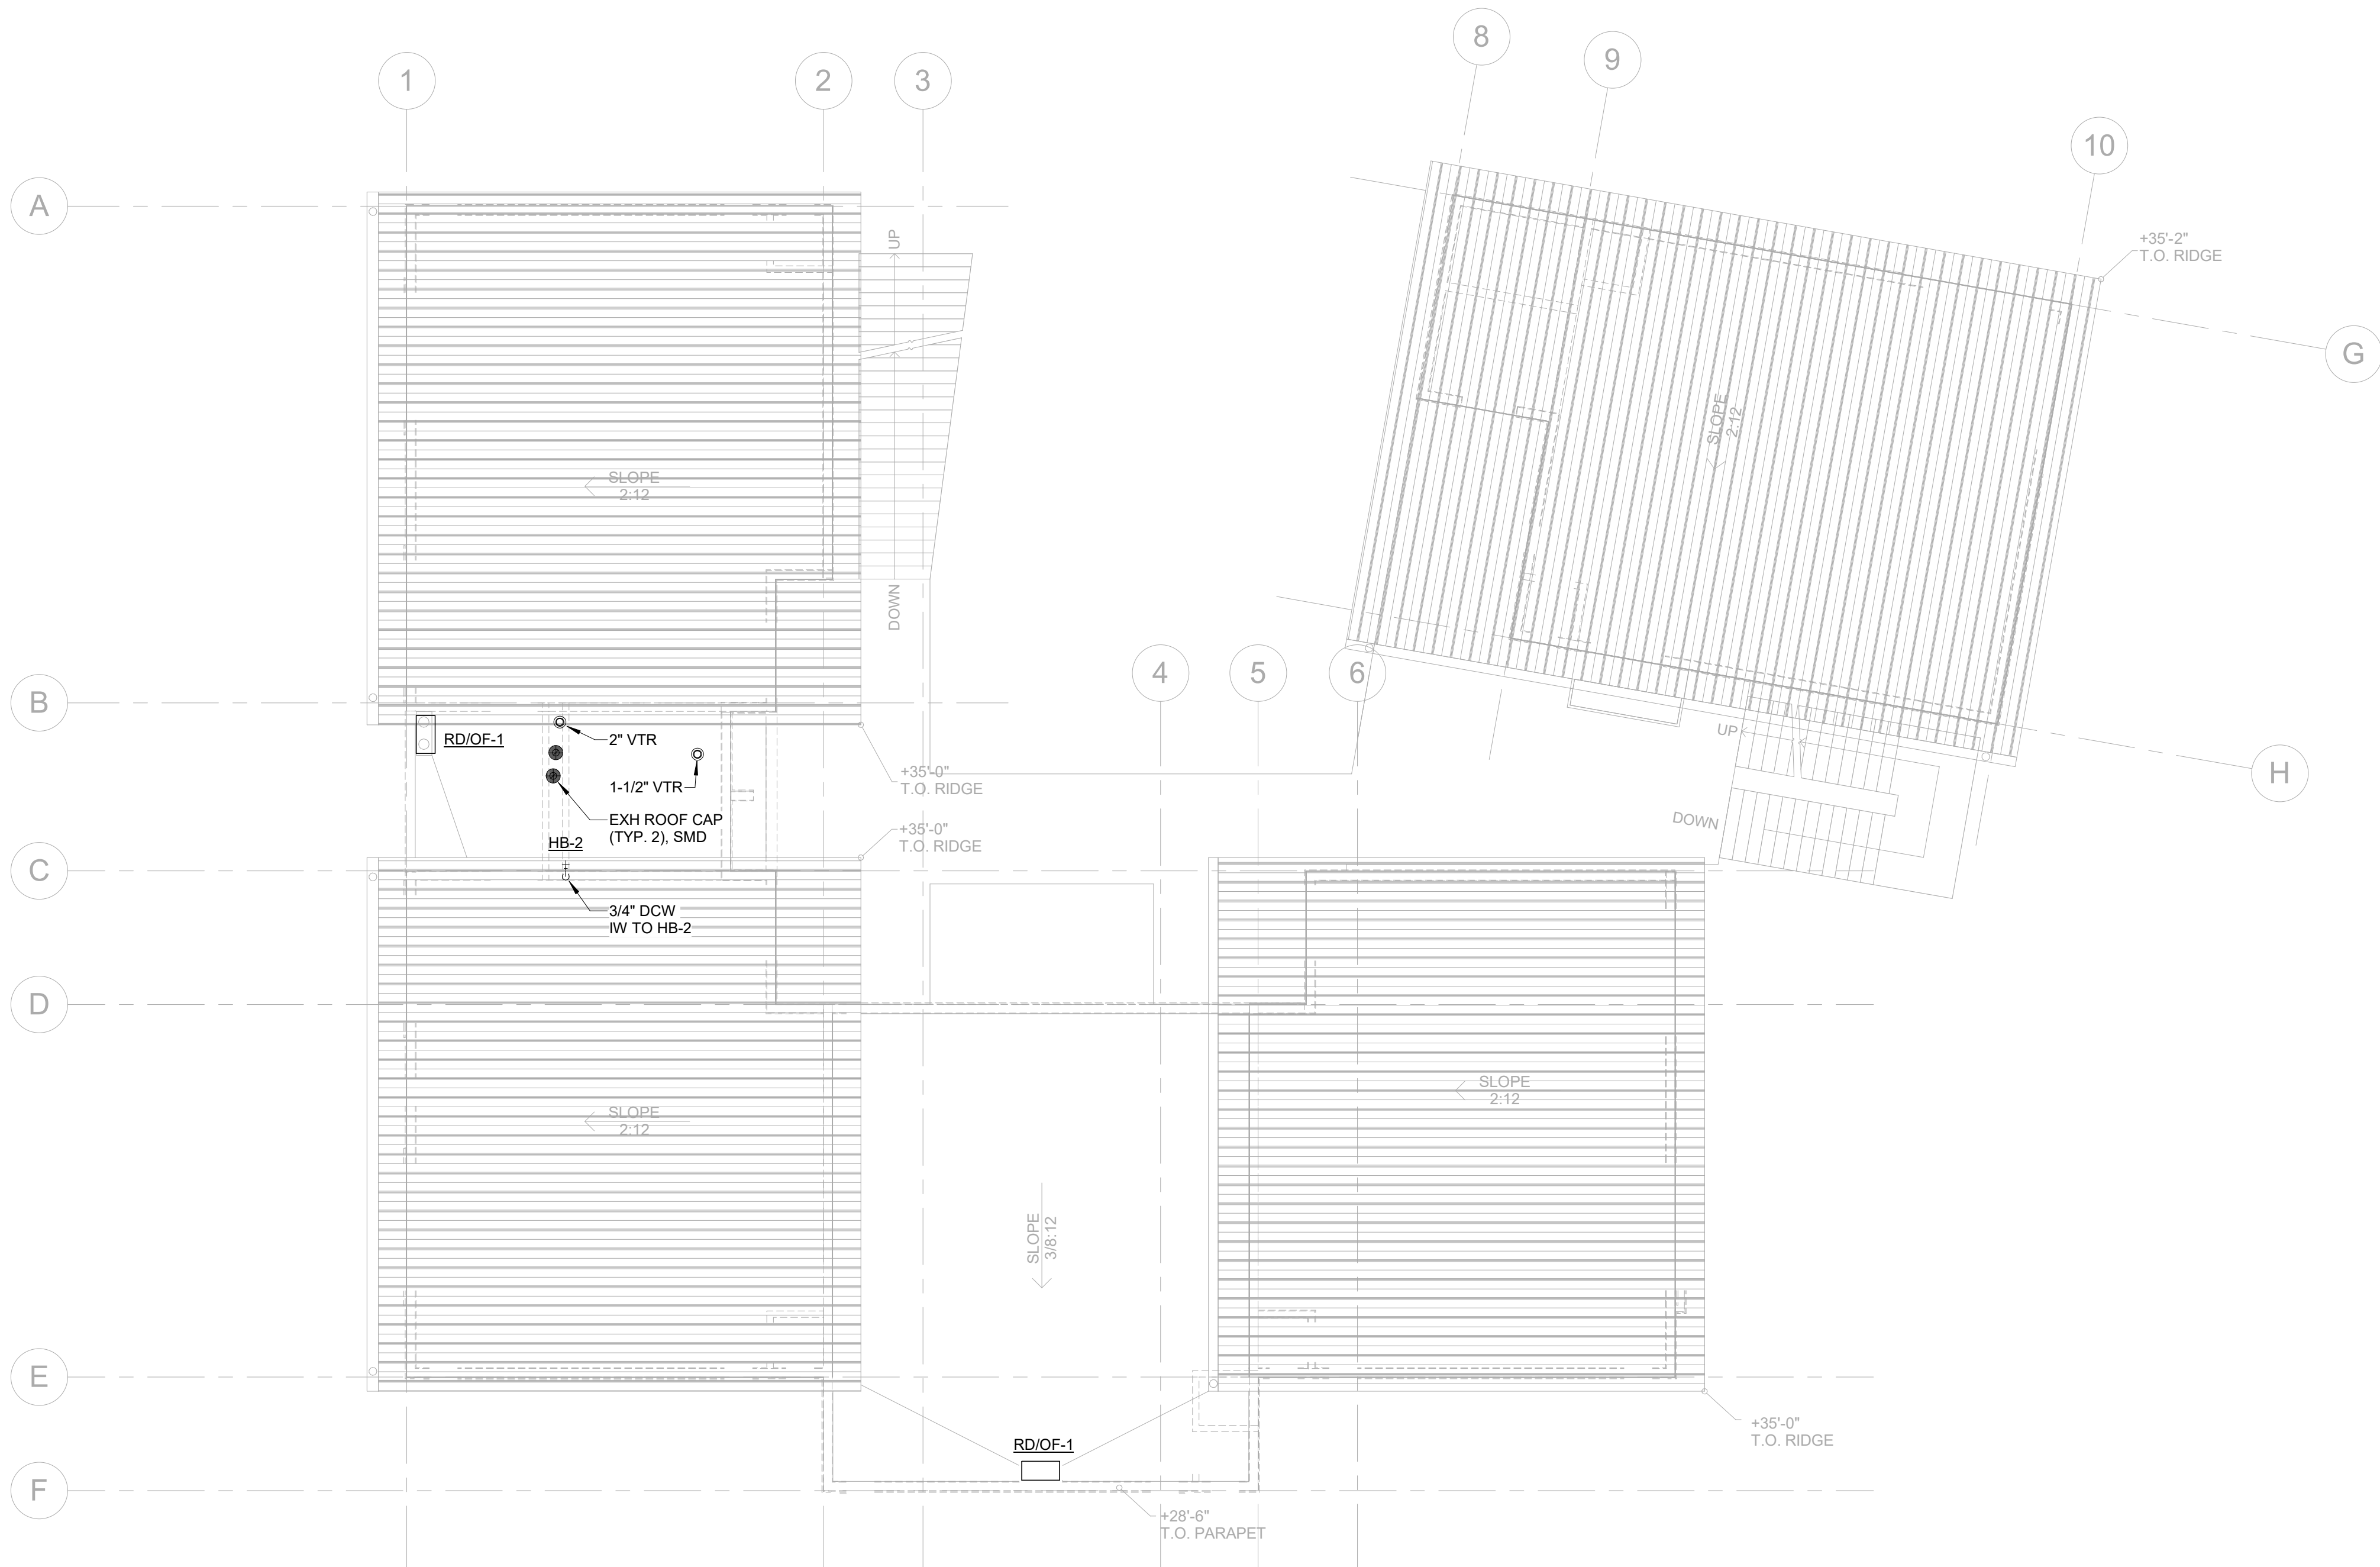 8
9
1
2
3
10
A
+35'-2"
T.O. RIDGE
UP
G
SLOPE
2:12
SLOPE
2:12
DOWN
4
5
6
B
2" VTR
RD/OF-1
UP
+35'-0"
T.O. RIDGE
H
1-1/2" VTR
EXH ROOF CAP
(TYP. 2), SMD
DOWN
+35'-0"
T.O. RIDGE
HB-2
C
3/4" DCW
IW TO HB-2
D
SLOPE
2:12
SLOPE
2:12
SLOPE
3/8:12
E
+35'-0"
T.O. RIDGE
RD/OF-1
F
+28'-6"
T.O. PARAPET